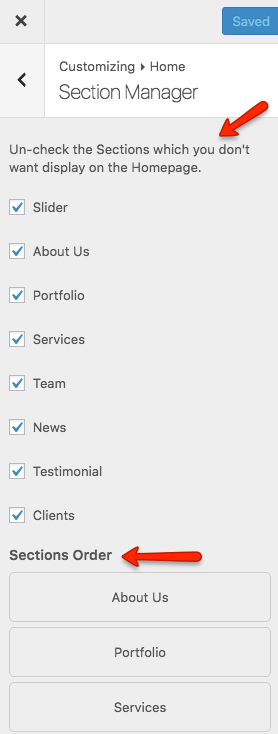 Saved
Customizing ▸ Home
Section Manager
Un-check the Sections which you don't
want display on the Homepage.
Slider
About Us
Portfolio
Services
Team
News
Testimonial
Clients
Sections Order
About Us
Portfolio
Services